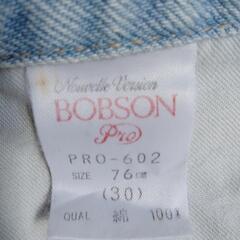 Nouvelle Version
BOBSON
Pro
PRO-602
SIZE 76cm
(30)
QUAL 綿 100%